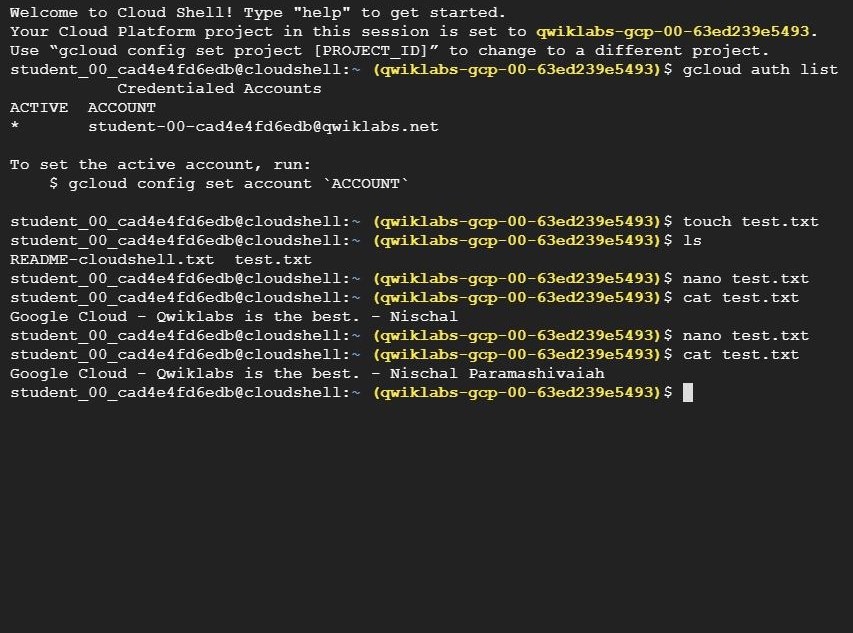 Welcome to Cloud Shell! Type "help" to get started.
Your Cloud Platform project in this session is set to qwiklabs-gcp-00-63ed239e5493.
Use “gcloud config set project [PROJECT_ID]” to change to a different project.
student_00_cad4e4fd6edb@cloudshell:~ (qwiklabs-gcp-00-63ed239e5493)$ gcloud auth list
Credentialed Accounts
ACTIVE  ACCOUNT
*       student-00-cad4e4fd6edb@qwiklabs.net
To set the active account, run:
$ gcloud config set account `ACCOUNT`
student_00_cad4e4fd6edb@cloudshell:~ (qwiklabs-gcp-00-63ed239e5493)$ touch test.txt
student_00_cad4e4fd6edb@cloudshell:~ (qwiklabs-gcp-00-63ed239e5493)$ ls
README-cloudshell.txt  test.txt
student_00_cad4e4fd6edb@cloudshell:~ (qwiklabs-gcp-00-63ed239e5493)$ nano test.txt
student_00_cad4e4fd6edb@cloudshell:~ (qwiklabs-gcp-00-63ed239e5493)$ cat test.txt
Google Cloud - Qwiklabs is the best. - Nischal
student_00_cad4e4fd6edb@cloudshell:~ (qwiklabs-gcp-00-63ed239e5493)$ nano test.txt
student_00_cad4e4fd6edb@cloudshell:~ (qwiklabs-gcp-00-63ed239e5493)$ cat test.txt
Google Cloud - Qwiklabs is the best. - Nischal Paramashivaiah
student_00_cad4e4fd6edb@cloudshell:~ (qwiklabs-gcp-00-63ed239e5493)$